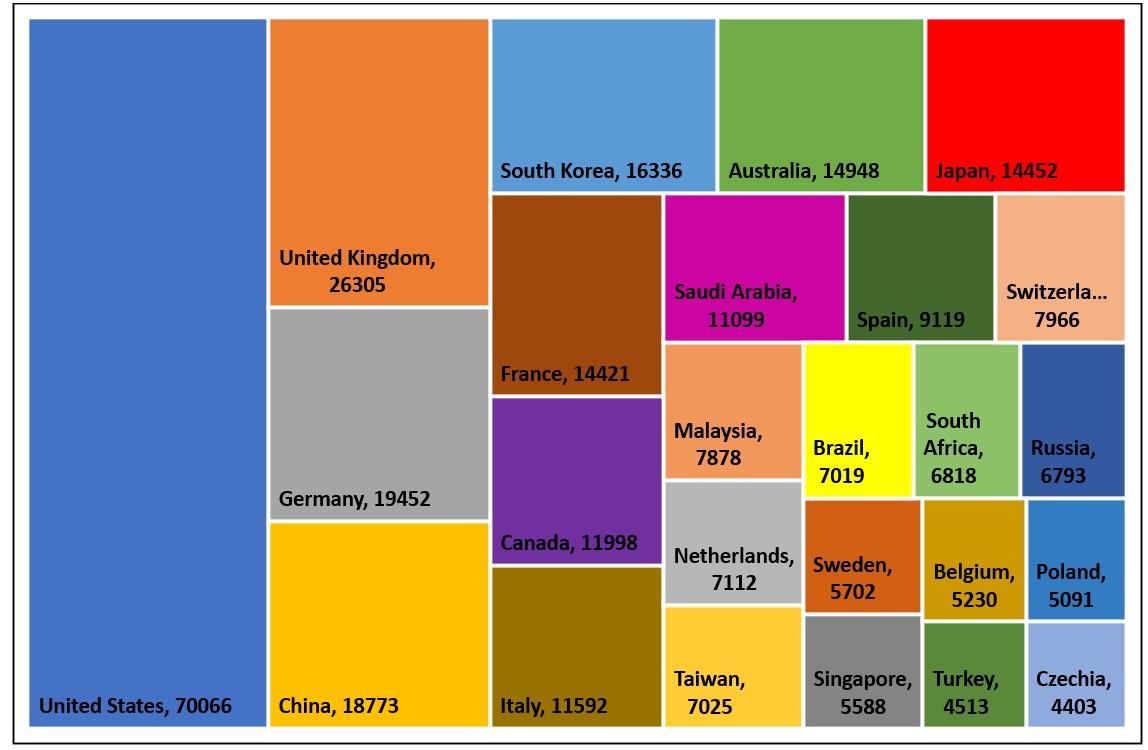 United States, 70066
United Kingdom,
26305
Germany, 19452
China, 18773
South Korea, 16336
Australia, 14948
Japan, 14452
France, 14421
Canada, 11998
Italy, 11592
Saudi Arabia,
11099
Spain, 9119
Switzerla...
7966
Malaysia,
7878
Netherlands,
7112
Taiwan,
7025
Brazil,
7019
South
Africa,
6818
Russia,
6793
Sweden,
5702
Singapore,
5588
Belgium,
5230
Poland,
5091
Turkey,
4513
Czechia,
4403